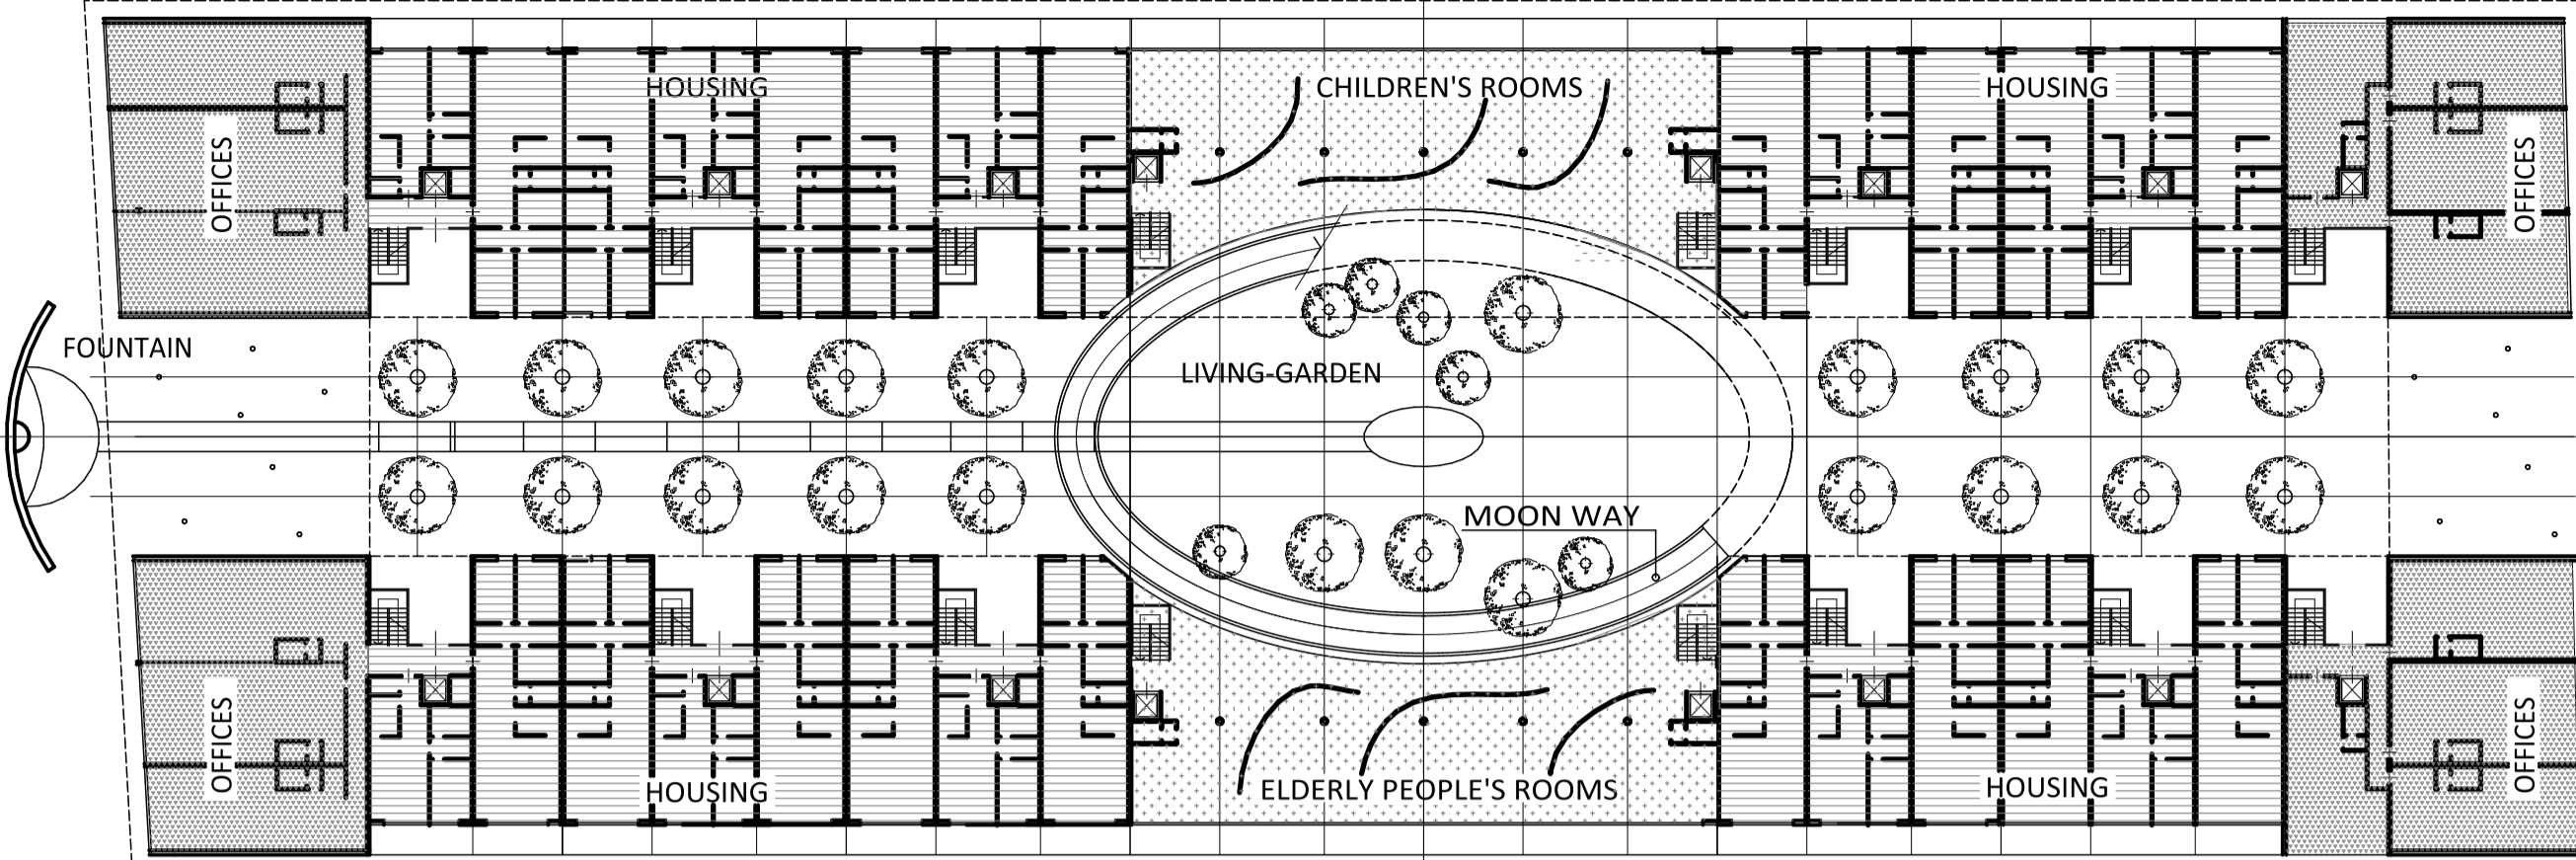 HOUSING
CHILDREN'S ROOMS
HOUSING
OFFICES
OFFICES
FOUNTAIN
LIVING-GARDEN
MOON WAY
OFFICES
OFFICES
HOUSING
ELDERLY PEOPLE'S ROOMS
HOUSING